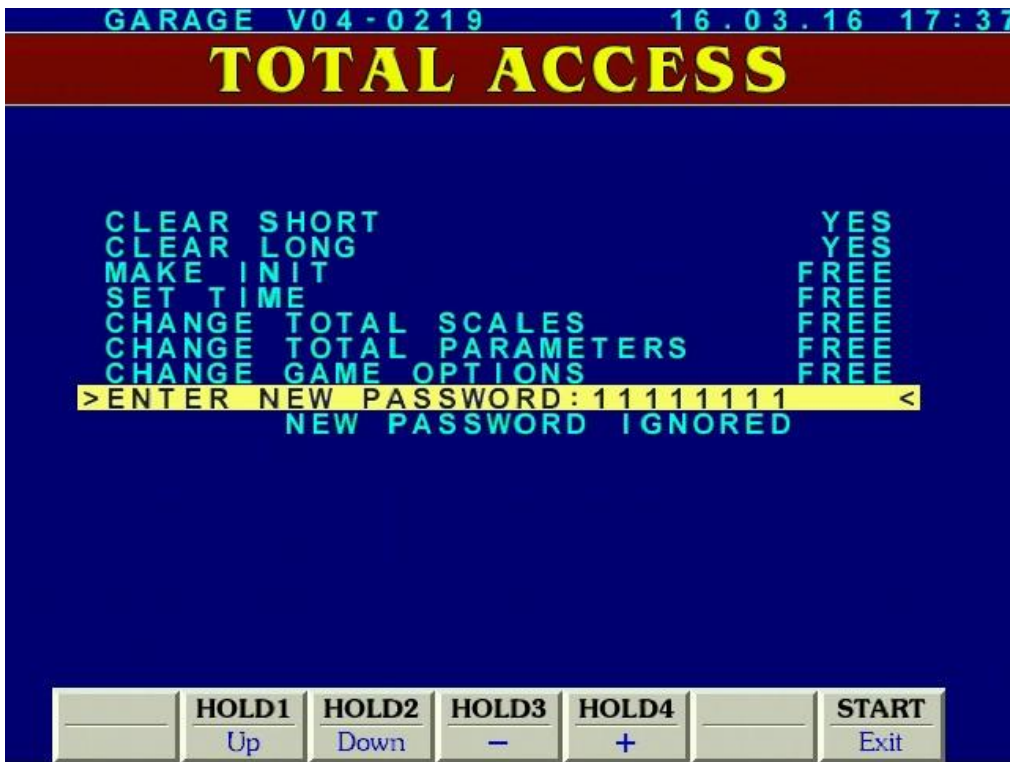 GARAGE V04-0219 16.03.16 17:37
TOTAL ACCESS
CLEAR SHORT YES
CLEAR LONG YES
MAKE INIT FREE
SET TIME FREE
CHANGE TOTAL SCALES FREE
CHANGE TOTAL PARAMETERS FREE
CHANGE GAME OPTIONS FREE
>ENTER NEW PASSWORD:11111111 <
NEW PASSWORD IGNORED
HOLD1 HOLD2 HOLD3 HOLD4 START
Up Down − + Exit